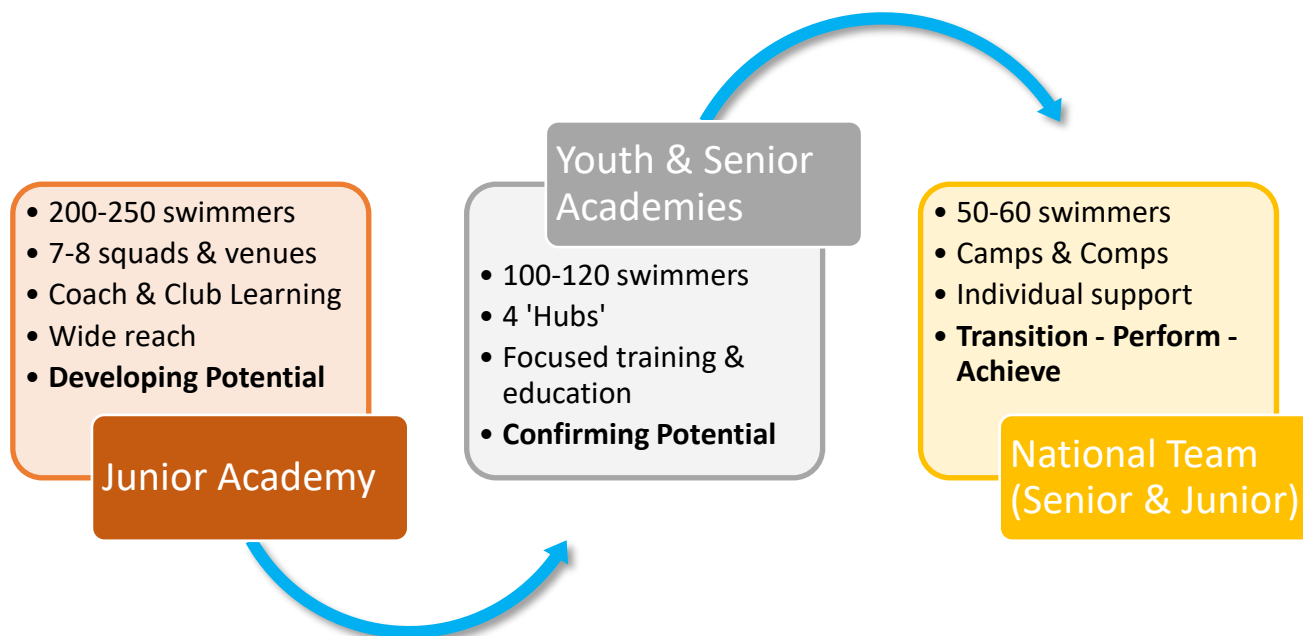 • 200-250 swimmers
• 7-8 squads & venues
• Coach & Club Learning
• Wide reach
• Developing Potential
Junior Academy
Youth & Senior
Academies
• 100-120 swimmers
• 4 'Hubs'
• Focused training &
education
• Confirming Potential
• 50-60 swimmers
• Camps & Comps
• Individual support
• Transition - Perform -
Achieve
National Team
(Senior & Junior)